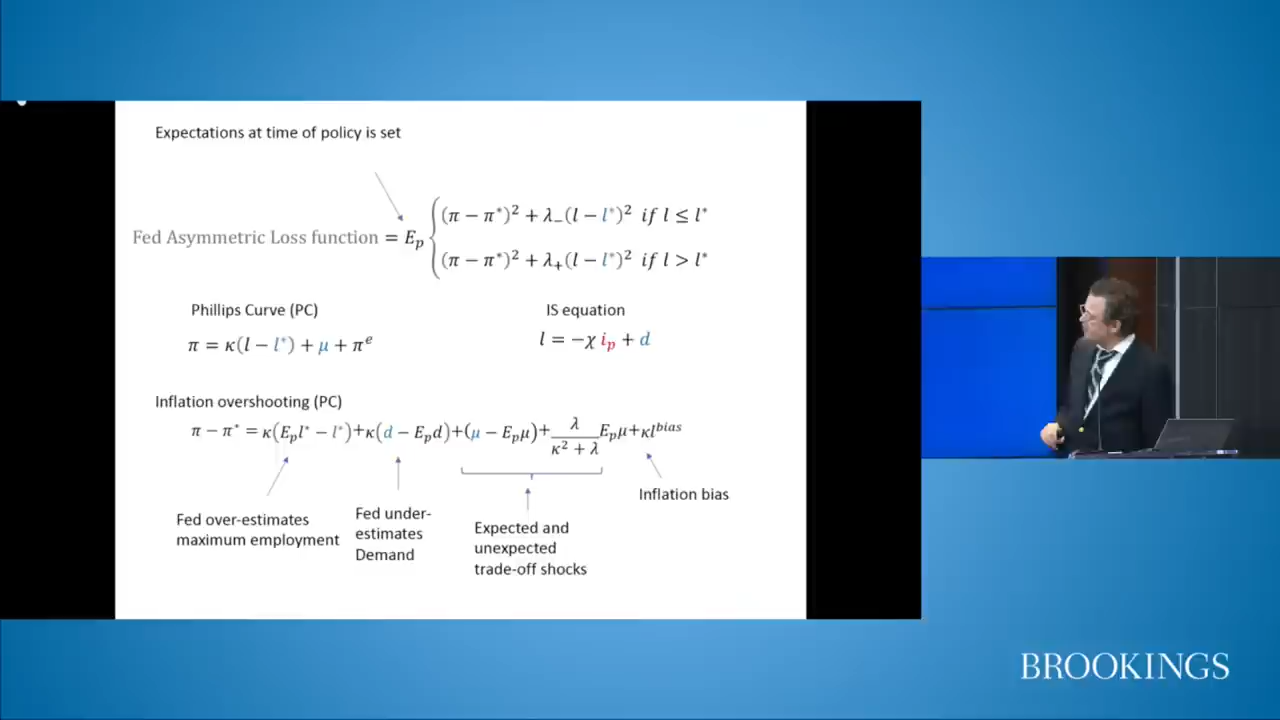 Expectations at time of policy is set
Fed Asymmetric Loss function = E_p { (π − π*)² + λ₋(l − l*)² if l ≤ l*
(π − π*)² + λ₊(l − l*)² if l > l*
Phillips Curve (PC)
π = κ(l − l*) + μ + π^e
IS equation
l = −χ i_p + d
Inflation overshooting (PC)
π − π* = κ(E_p l* − l*)+κ(d − E_p d)+(μ − E_p μ)+ λ/(κ² + λ) E_p μ+κl^bias
Fed over-estimates
maximum employment
Fed under-
estimates
Demand
Expected and
unexpected
trade-off shocks
Inflation bias
BROOKINGS